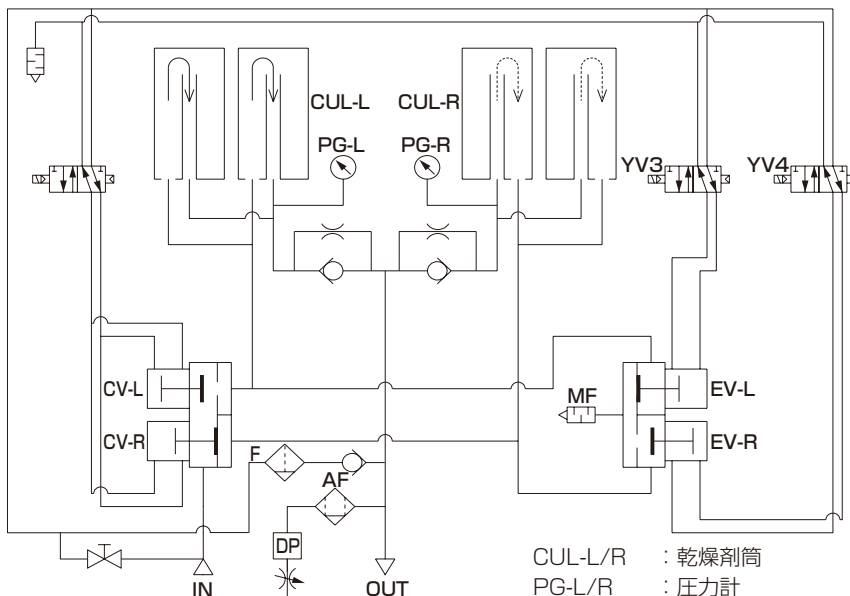 CUL-L CUL-R
PG-L PG-R
YV3 YV4
CV-L EV-L
MF
CV-R EV-R
F
AF
DP
IN OUT
CUL-L/R : 乾燥剤筒
PG-L/R : 圧力計